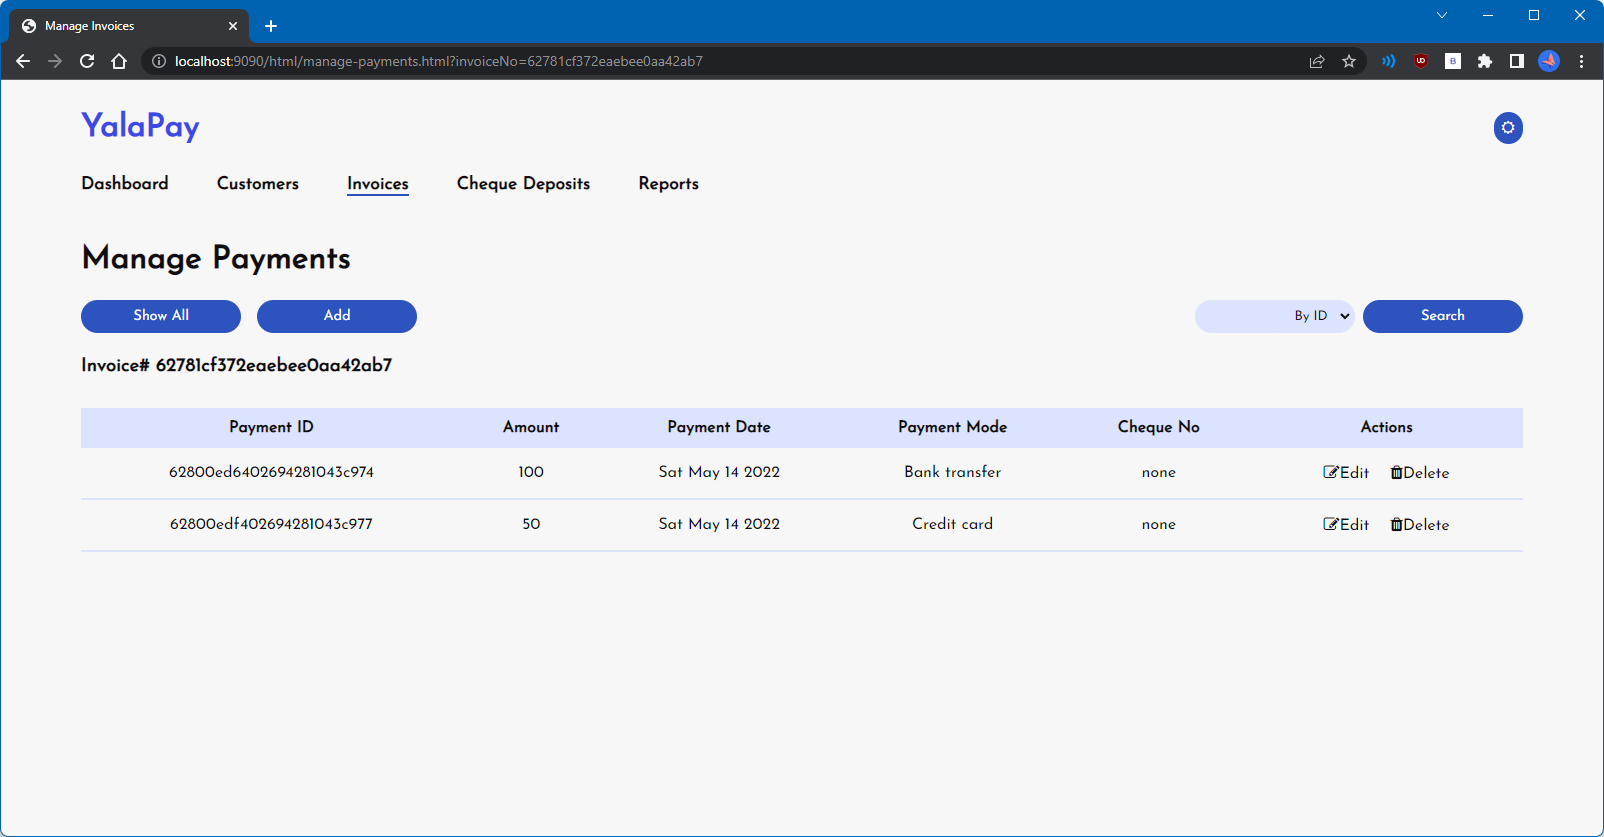 Manage Invoices
localhost:9090/html/manage-payments.html?invoiceNo=62781cf372eaebee0aa42ab7
YalaPay
Dashboard Customers Invoices Cheque Deposits Reports
Manage Payments
Show All Add By ID Search
Invoice# 62781cf372eaebee0aa42ab7
Payment ID Amount Payment Date Payment Mode Cheque No Actions
62800ed6402694281043c974 100 Sat May 14 2022 Bank transfer none Edit Delete
62800edf402694281043c977 50 Sat May 14 2022 Credit card none Edit Delete